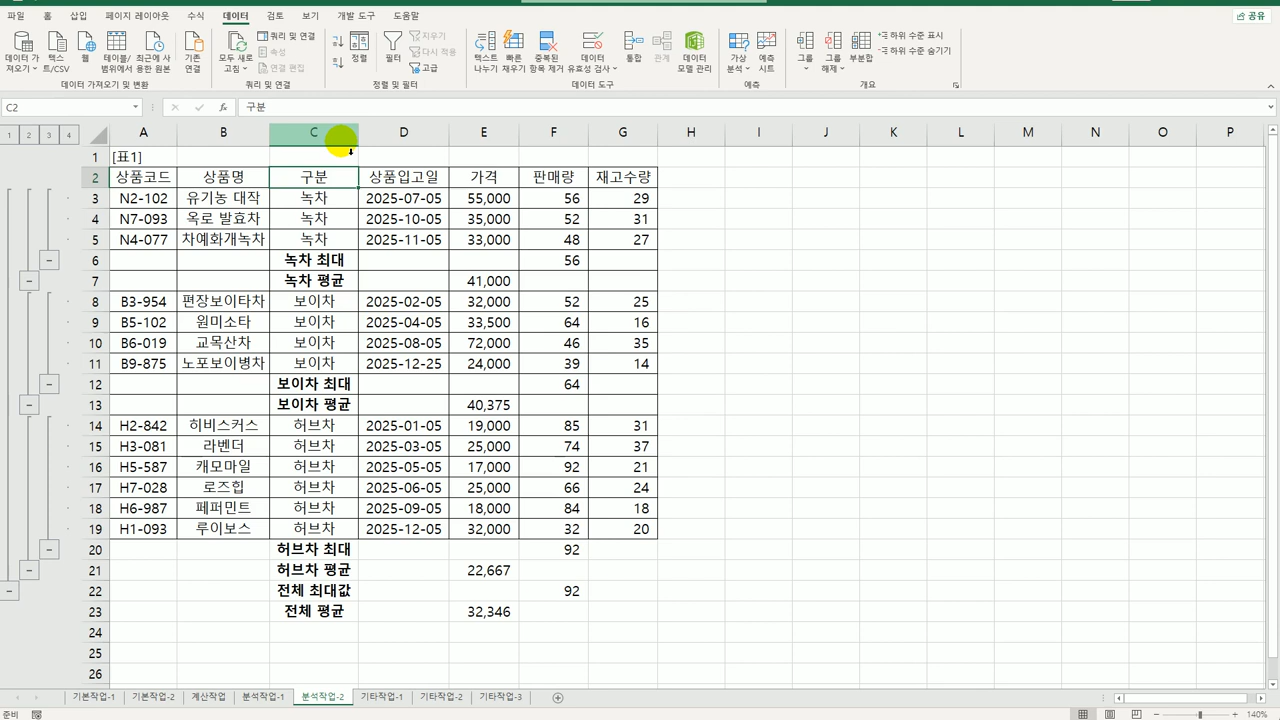 파일 홈 삽입 페이지 레이아웃 수식 데이터 검토 보기 개발 도구 도움말 공유
데이터 가져오기 텍스트/CSV 웹 테이블/범위에서 최근에 사용한 원본 기존 연결
모두 새로 고침 쿼리 및 연결 속성 연결 편집
정렬 필터 지우기 다시 적용 고급
텍스트 나누기 빠른 채우기 중복된 항목 제거 데이터 유효성 검사 통합 관계 데이터 모델 관리
가상 분석 예측 시트 그룹 그룹 해제 부분합 하위 수준 표시 하위 수준 숨기기
데이터 가져오기 및 변환 쿼리 및 연결 정렬 및 필터 데이터 도구 예측 개요
C2 fx 구분
1 2 3 4 A B C D E F G H I J K L M N O P
1 [표1]
2 상품코드 상품명 구분 상품입고일 가격 판매량 재고수량
3 N2-102 유기농 대작 녹차 2025-07-05 55,000 56 29
4 N7-093 옥로 발효차 녹차 2025-10-05 35,000 52 31
5 N4-077 차예화개녹차 녹차 2025-11-05 33,000 48 27
6 녹차 최대 56
7 녹차 평균 41,000
8 B3-954 편장보이타차 보이차 2025-02-05 32,000 52 25
9 B5-102 원미소타 보이차 2025-04-05 33,500 64 16
10 B6-019 교목산차 보이차 2025-08-05 72,000 46 35
11 B9-875 노포보이병차 보이차 2025-12-25 24,000 39 14
12 보이차 최대 64
13 보이차 평균 40,375
14 H2-842 히비스커스 허브차 2025-01-05 19,000 85 31
15 H3-081 라벤더 허브차 2025-03-05 25,000 74 37
16 H5-587 캐모마일 허브차 2025-05-05 17,000 92 21
17 H7-028 로즈힙 허브차 2025-06-05 25,000 66 24
18 H6-987 페퍼민트 허브차 2025-09-05 18,000 84 18
19 H1-093 루이보스 허브차 2025-12-05 32,000 32 20
20 허브차 최대 92
21 허브차 평균 22,667
22 전체 최대값 92
23 전체 평균 32,346
24
25
26
기본작업-1 기본작업-2 계산작업 분석작업-1 분석작업-2 기타작업-1 기타작업-2 기타작업-3
준비 140%